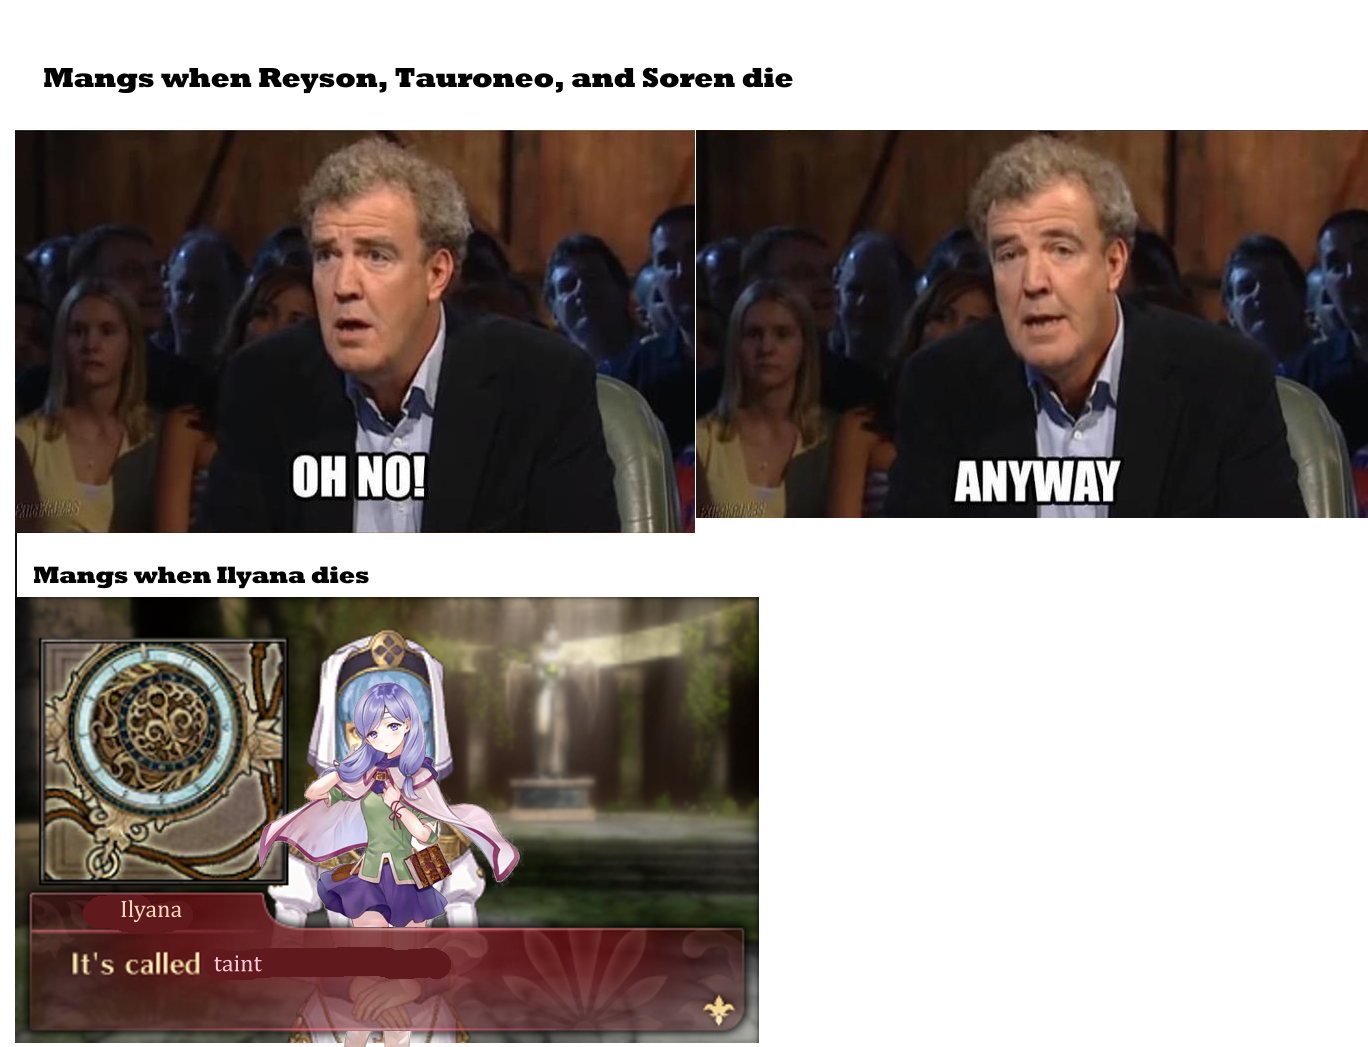 Mangs when Reyson, Tauroneo, and Soren die
OH NO!
ANYWAY
Mangs when Ilyana dies
Ilyana
It's called taint